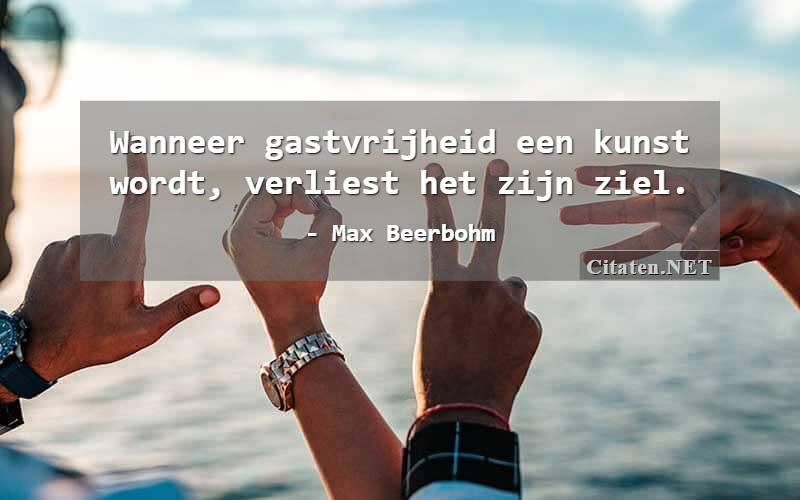 Wanneer gastvrijheid een kunst
wordt, verliest het zijn ziel.
- Max Beerbohm
Citaten.NET